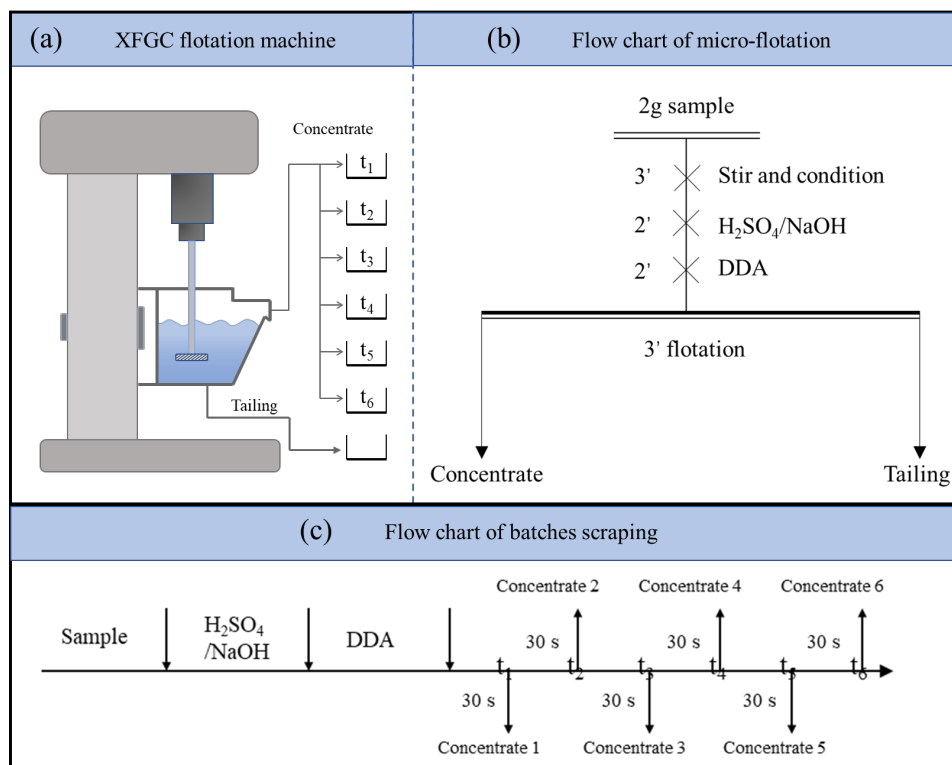 (a) XFGC flotation machine
Concentrate
t₁
t₂
t₃
t₄
t₅
t₆
Tailing
(b) Flow chart of micro-flotation
2g sample
3' Stir and condition
2' H₂SO₄/NaOH
2' DDA
3' flotation
Concentrate Tailing
(c) Flow chart of batches scraping
Concentrate 2 Concentrate 4 Concentrate 6
Sample H₂SO₄
/NaOH DDA 30 s 30 s 30 s
t₁ t₂ t₃ t₄ t₅ t₆
30 s 30 s 30 s
Concentrate 1 Concentrate 3 Concentrate 5